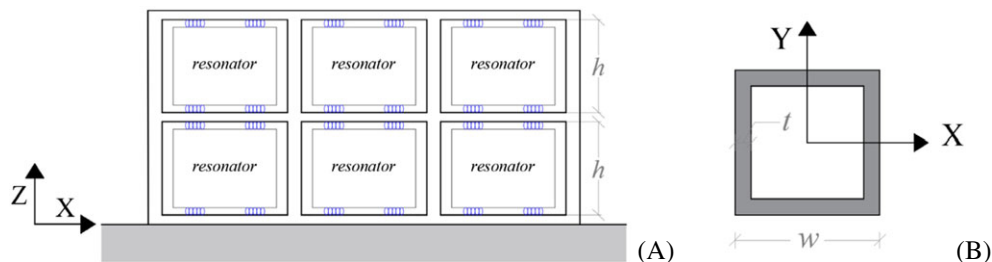 resonator resonator resonator
h
resonator resonator resonator
h
Z
X
(A)
Y
t
X
w
(B)